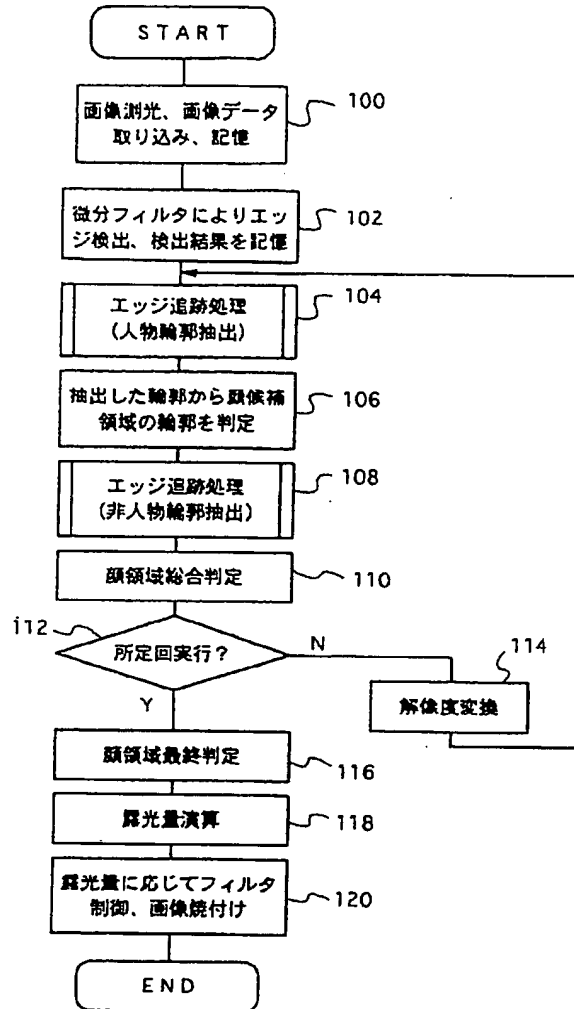 START
画像測光、画像データ
取り込み、記憶
100
微分フィルタによりエッ
ジ検出、検出結果を記憶
102
エッジ追跡処理
(人物輪郭抽出)
104
抽出した輪郭から顔候補
領域の輪郭を判定
106
エッジ追跡処理
(非人物輪郭抽出)
108
顔領域総合判定
110
112
所定回実行?
N
114
解像度変換
Y
顔領域最終判定
116
露光量演算
118
露光量に応じてフィルタ
制御、画像焼付け
120
END